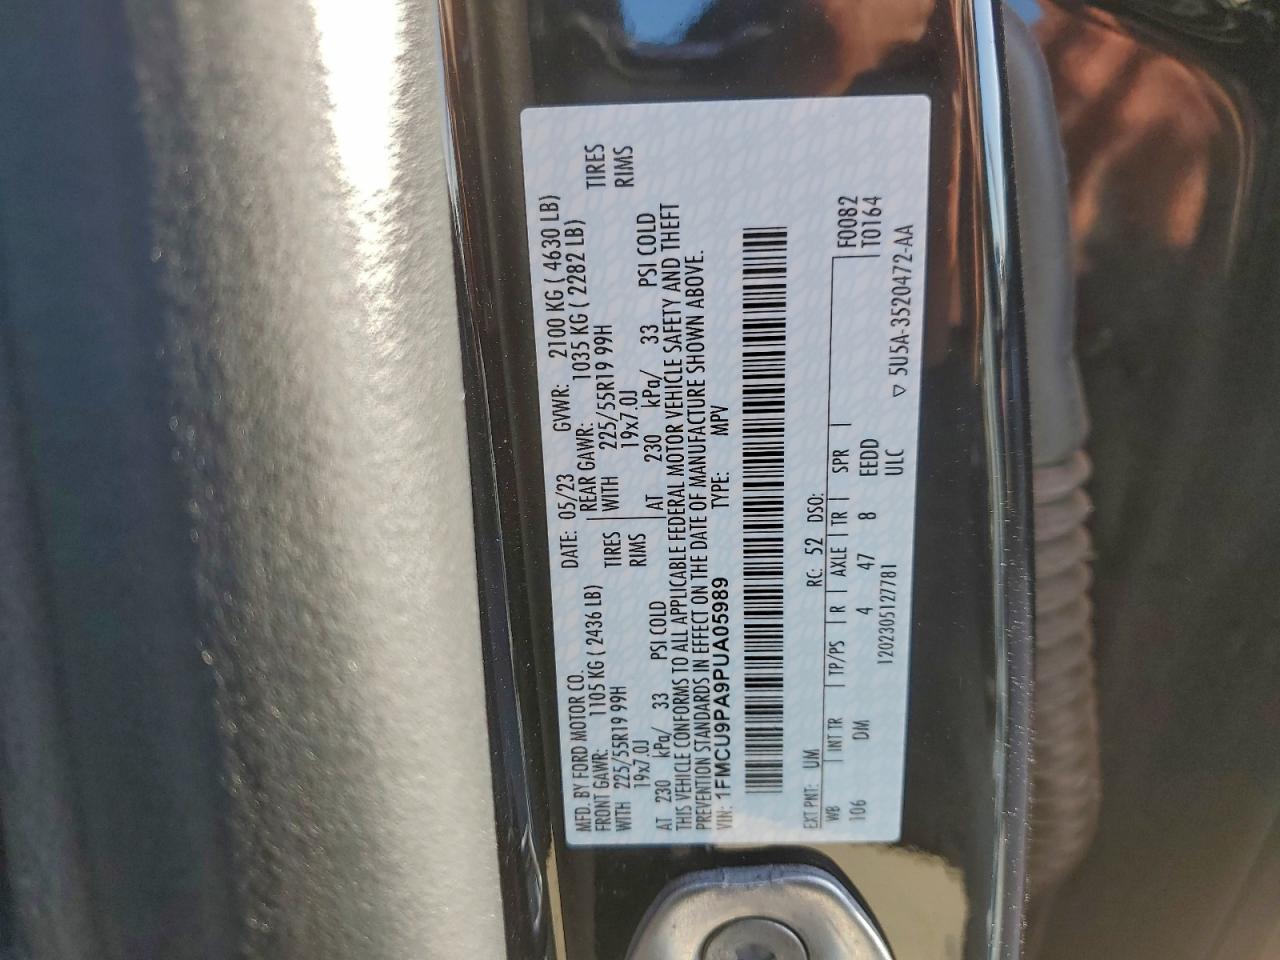 MFD. BY FORD MOTOR CO. DATE: 05/23 GVWR: 2100 KG ( 4630 LB)
FRONT GAWR: 1105 KG ( 2436 LB) REAR GAWR: 1035 KG ( 2282 LB)
WITH 225/55R19 99H TIRES WITH 225/55R19 99H TIRES
19x7.0J RIMS 19x7.0J RIMS
AT 230 kPa/ 33 PSI COLD AT 230 kPa/ 33 PSI COLD
THIS VEHICLE CONFORMS TO ALL APPLICABLE FEDERAL MOTOR VEHICLE SAFETY AND THEFT
PREVENTION STANDARDS IN EFFECT ON THE DATE OF MANUFACTURE SHOWN ABOVE.
VIN: 1FMCU9PA9PUA05989 TYPE: MPV
EXT PNT: UM RC: 52 DSO:
WB INT TR TP/PS R AXLE TR SPR F0082
106 DM 4 47 8 EEDD T0164
120230512781 ULC
▽ 5U5A-3520472-AA